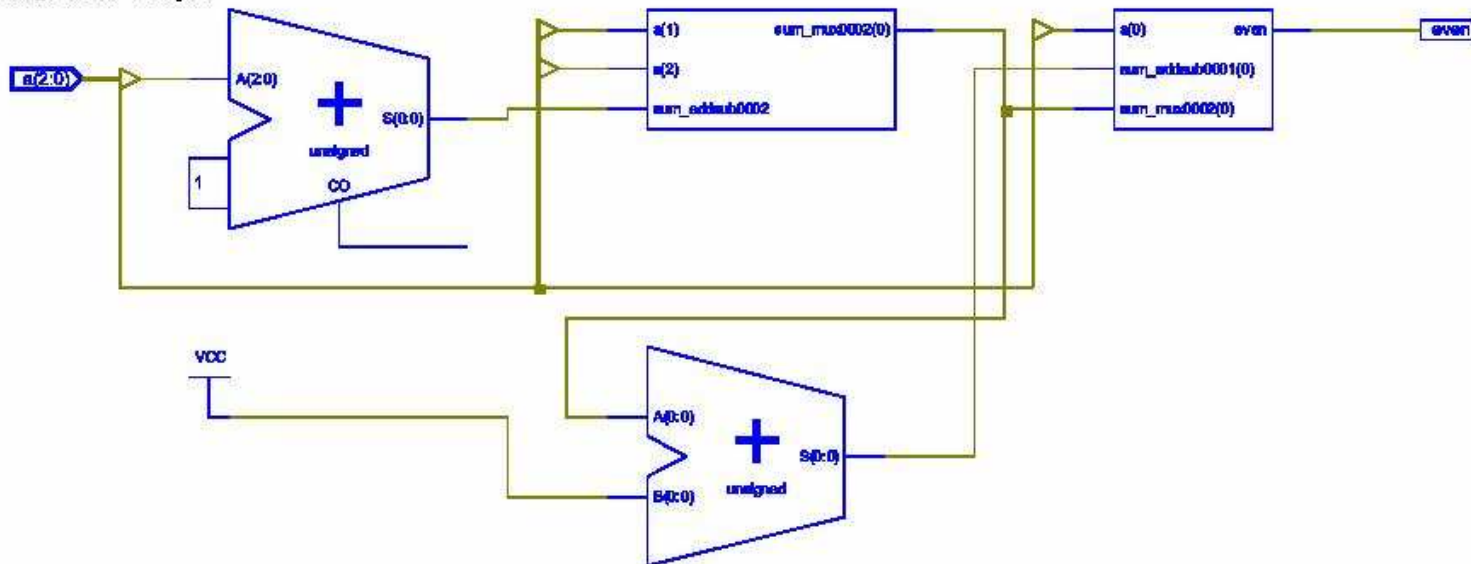 a(2:0)
A(2:0)
S(0:0)
unsigned
CO
1
a(1)
a(2)
sum_addsub0002
sum_mux0002(0)
a(0)
sum_addsub0001(0)
sum_mux0002(0)
even
even
VCC
A(0:0)
B(0:0)
S(0:0)
unsigned